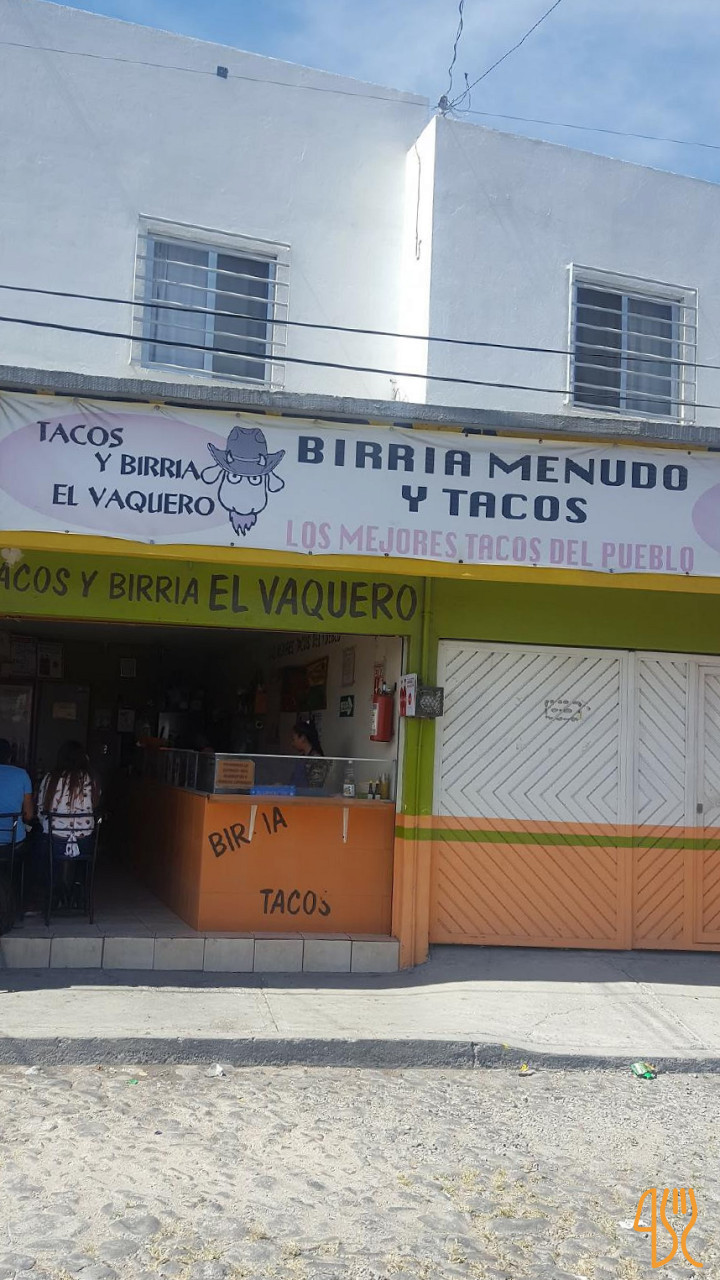 TACOS
Y BIRRIA
EL VAQUERO
BIRRIA MENUDO
Y TACOS
LOS MEJORES TACOS DEL PUEBLO
ACOS Y BIRRIA EL VAQUERO
BIRRIA
TACOS